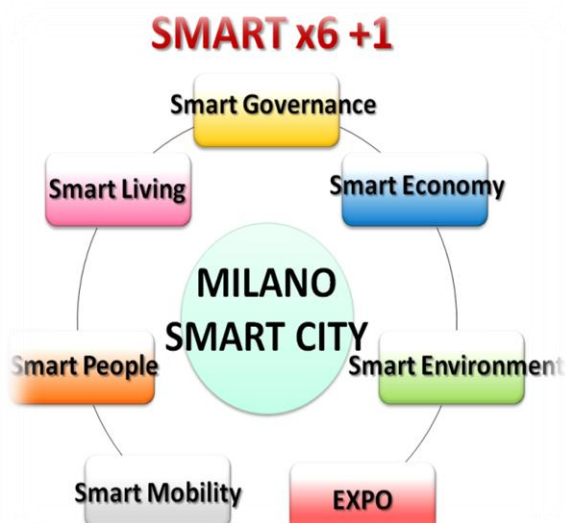 SMART x6 +1
Smart Governance
Smart Living
Smart Economy
MILANO
SMART CITY
Smart People
Smart Environment
Smart Mobility
EXPO